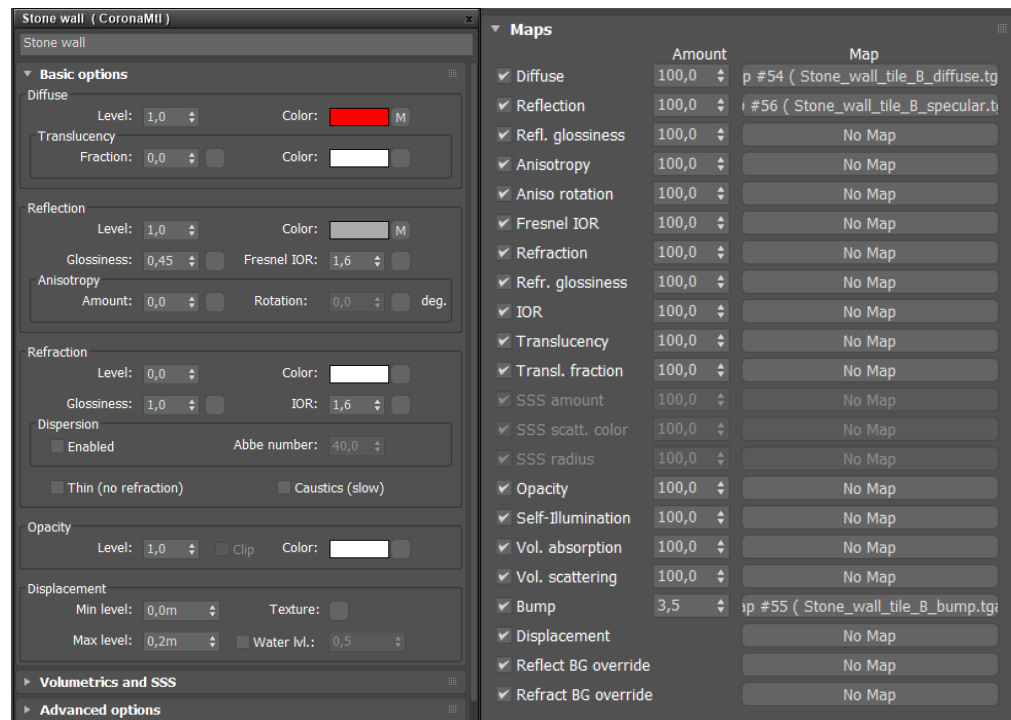 Stone wall ( CoronaMtl ) x
Stone wall
Basic options
Diffuse
Level: 1,0 Color: M
Translucency
Fraction: 0,0 Color:
Reflection
Level: 1,0 Color: M
Glossiness: 0,45 Fresnel IOR: 1,6
Anisotropy
Amount: 0,0 Rotation: 0,0 deg.
Refraction
Level: 0,0 Color:
Glossiness: 1,0 IOR: 1,6
Dispersion
Enabled Abbe number: 40,0
Thin (no refraction) Caustics (slow)
Opacity
Level: 1,0 Clip Color:
Displacement
Min level: 0,0m Texture:
Max level: 0,2m Water lvl.: 0,5
Volumetrics and SSS
Advanced options
Maps
Amount Map
Diffuse 100,0 p #54 ( Stone_wall_tile_B_diffuse.tg
Reflection 100,0 #56 ( Stone_wall_tile_B_specular.t
Refl. glossiness 100,0 No Map
Anisotropy 100,0 No Map
Aniso rotation 100,0 No Map
Fresnel IOR 100,0 No Map
Refraction 100,0 No Map
Refr. glossiness 100,0 No Map
IOR 100,0 No Map
Translucency 100,0 No Map
Transl. fraction 100,0 No Map
SSS amount 100,0 No Map
SSS scatt. color 100,0 No Map
SSS radius 100,0 No Map
Opacity 100,0 No Map
Self-Illumination 100,0 No Map
Vol. absorption 100,0 No Map
Vol. scattering 100,0 No Map
Bump 3,5 ap #55 ( Stone_wall_tile_B_bump.tga
Displacement No Map
Reflect BG override No Map
Refract BG override No Map